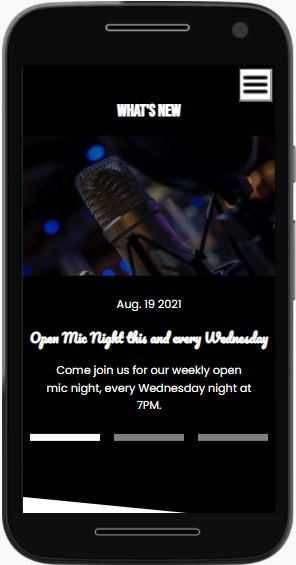 WHAT'S NEW
Aug. 19 2021
Open Mic Night this and every Wednesday
Come join us for our weekly open
mic night, every Wednesday night at
7PM.